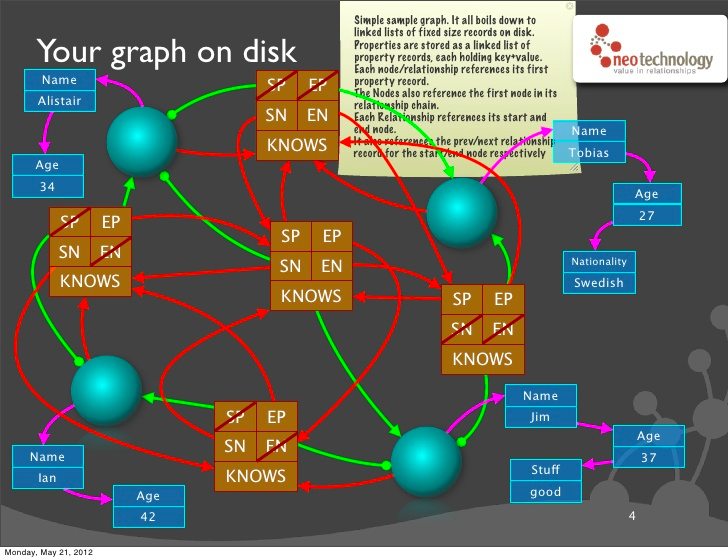 Your graph on disk
Simple sample graph. It all boils down to
linked lists of fixed size records on disk.
Properties are stored as a linked list of
property records, each holding key+value.
Each node/relationship references its first
property record.
The Nodes also reference the first node in its
relationship chain.
Each Relationship references its start and
end node.
It also references the prev/next relationship
record for the start/end node respectively
neotechnology
value in relationships
Name
Alistair
Age
34
SP EP
SN EN
KNOWS
Name
Tobias
Age
27
Nationality
Swedish
SP EP
SN EN
KNOWS
SP EP
SN EN
KNOWS
SP EP
SN EN
KNOWS
Name
Jim
Age
37
Stuff
good
SP EP
SN EN
KNOWS
Name
Ian
Age
42
4
Monday, May 21, 2012